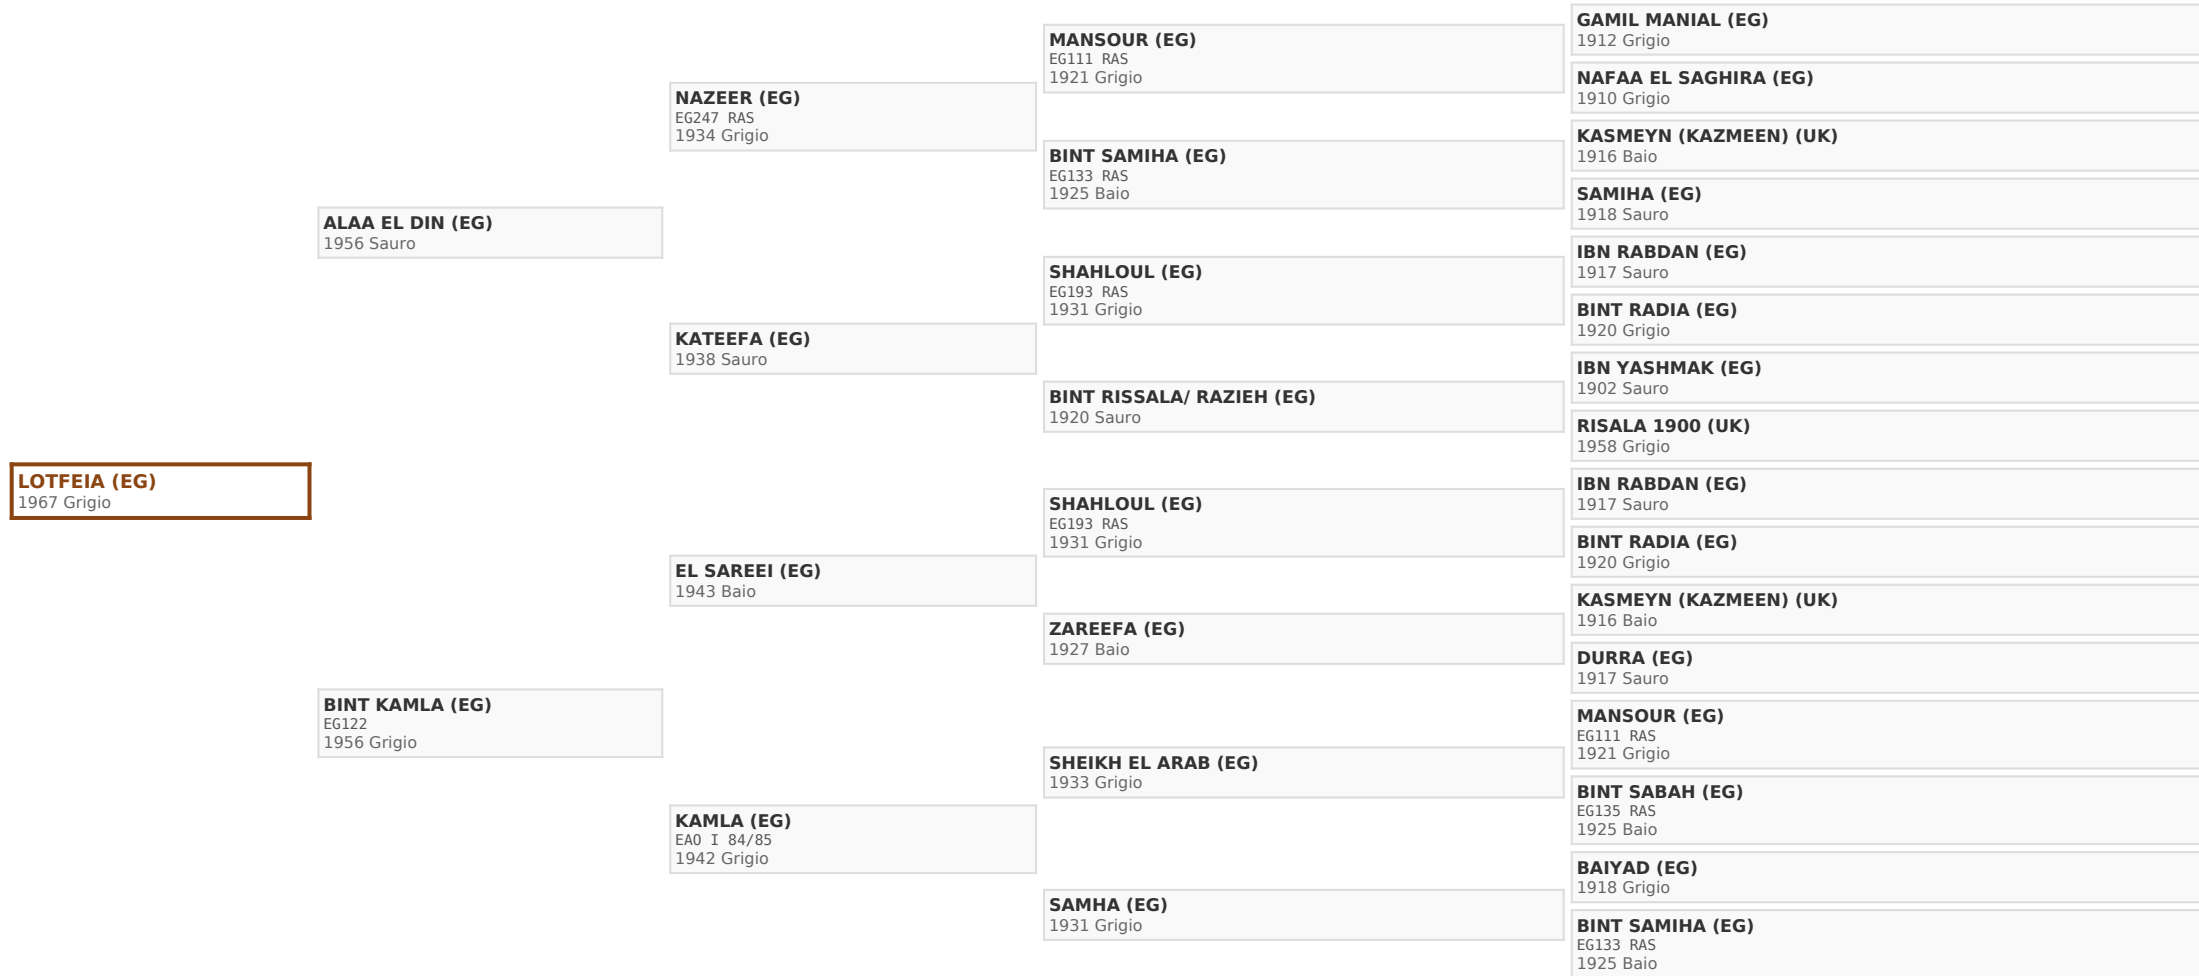 LOTFEIA (EG)
1967 Grigio
ALAA EL DIN (EG)
1956 Sauro
BINT KAMLA (EG)
EG122
1956 Grigio
NAZEER (EG)
EG247 RAS
1934 Grigio
KATEEFA (EG)
1938 Sauro
EL SAREEI (EG)
1943 Baio
KAMLA (EG)
EAO I 84/85
1942 Grigio
MANSOUR (EG)
EG111 RAS
1921 Grigio
BINT SAMIHA (EG)
EG133 RAS
1925 Baio
SHAHLOUL (EG)
EG193 RAS
1931 Grigio
BINT RISSALA/ RAZIEH (EG)
1920 Sauro
SHAHLOUL (EG)
EG193 RAS
1931 Grigio
ZAREEFA (EG)
1927 Baio
SHEIKH EL ARAB (EG)
1933 Grigio
SAMHA (EG)
1931 Grigio
GAMIL MANIAL (EG)
1912 Grigio
NAFAA EL SAGHIRA (EG)
1910 Grigio
KASMEYN (KAZMEEN) (UK)
1916 Baio
SAMIHA (EG)
1918 Sauro
IBN RABDAN (EG)
1917 Sauro
BINT RADIA (EG)
1920 Grigio
IBN YASHMAK (EG)
1902 Sauro
RISALA 1900 (UK)
1958 Grigio
IBN RABDAN (EG)
1917 Sauro
BINT RADIA (EG)
1920 Grigio
KASMEYN (KAZMEEN) (UK)
1916 Baio
DURRA (EG)
1917 Sauro
MANSOUR (EG)
EG111 RAS
1921 Grigio
BINT SABAH (EG)
EG135 RAS
1925 Baio
BAIYAD (EG)
1918 Grigio
BINT SAMIHA (EG)
EG133 RAS
1925 Baio